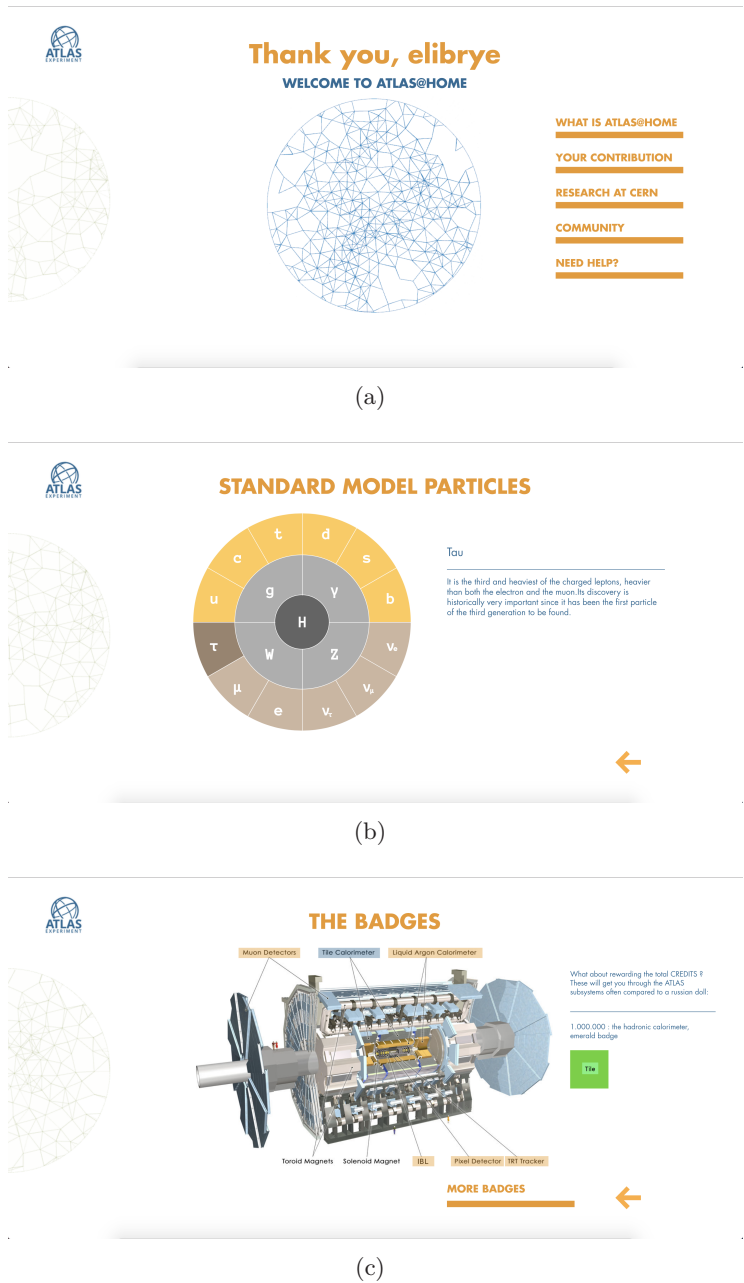 ATLAS
EXPERIMENT
Thank you, elibrye
WELCOME TO ATLAS@HOME
WHAT IS ATLAS@HOME
YOUR CONTRIBUTION
RESEARCH AT CERN
COMMUNITY
NEED HELP?
(a)
ATLAS
EXPERIMENT
STANDARD MODEL PARTICLES
t d
c s
u g γ b
H
τ W Z νe
μ νμ
e ντ
Tau
It is the third and heaviest of the charged leptons, heavier
than both the electron and the muon.Its discovery is
historically very important since it has been the first particle
of the third generation to be found.
(b)
ATLAS
EXPERIMENT
THE BADGES
Muon Detectors Tile Calorimeter Liquid Argon Calorimeter
Toroid Magnets Solenoid Magnet IBL Pixel Detector TRT Tracker
What about rewarding the total CREDITS ?
These will get you through the ATLAS
subsystems often compared to a russian doll:
1.000.000 : the hadronic calorimeter,
emerald badge
Tile
MORE BADGES
(c)